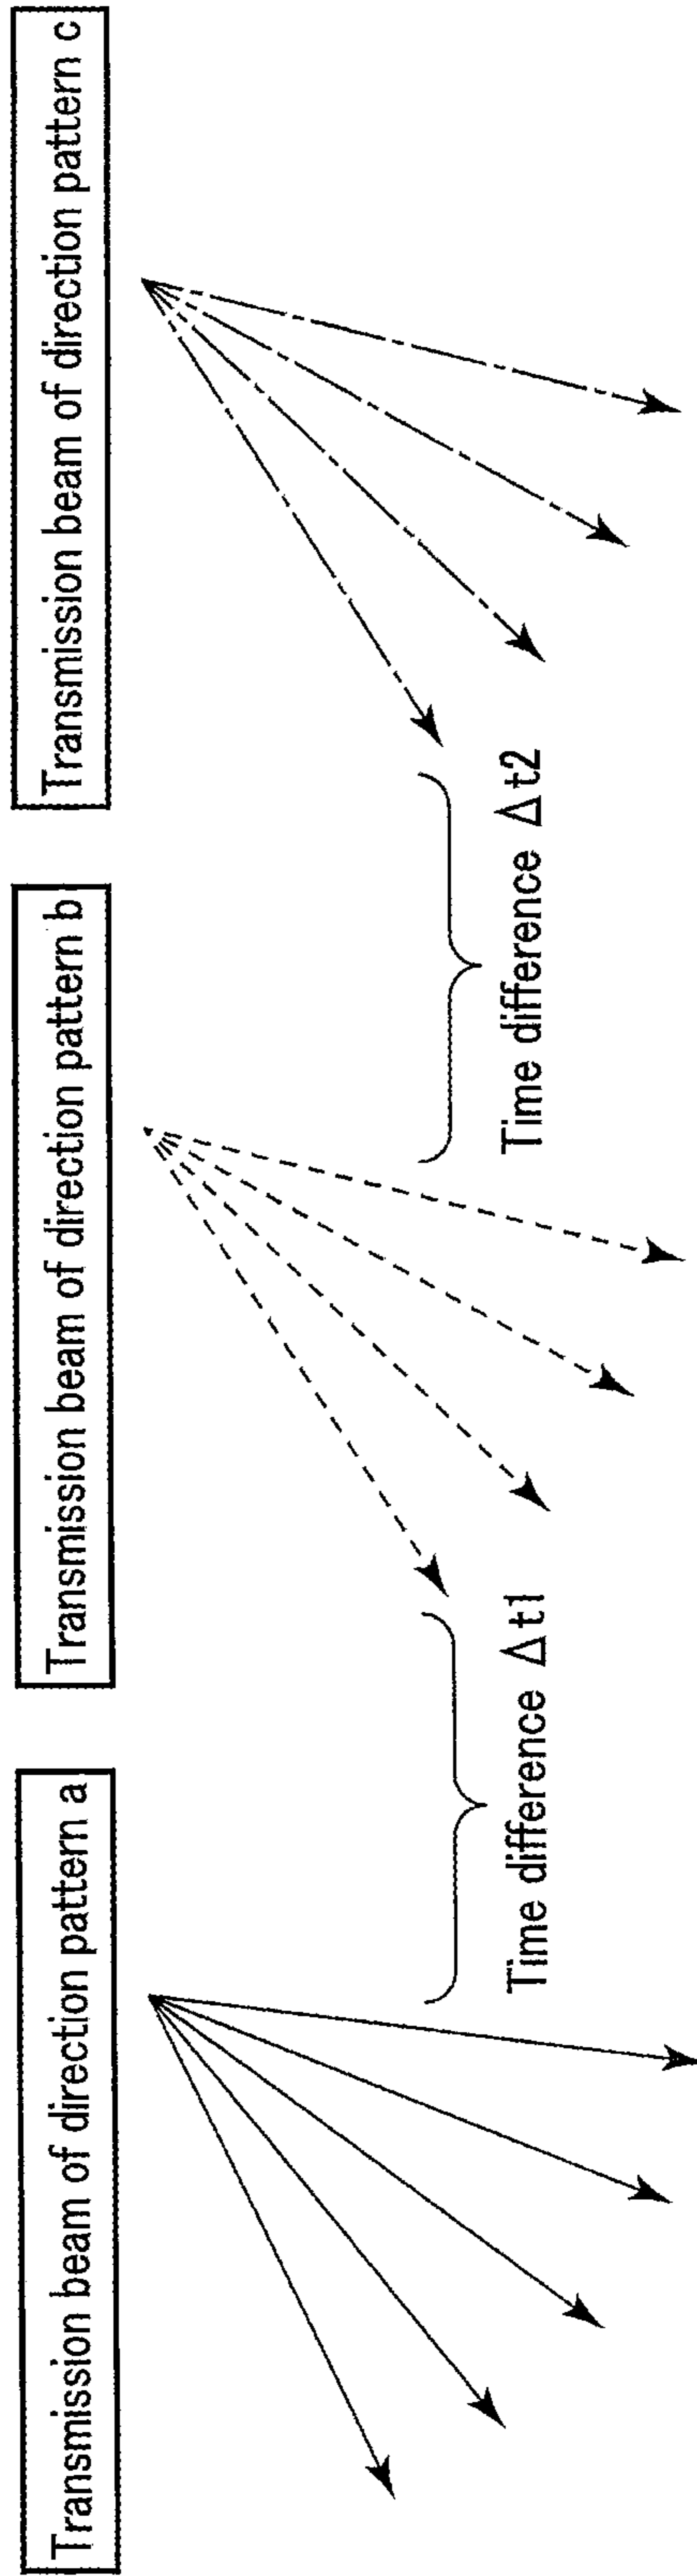 Transmission beam of direction pattern a
Transmission beam of direction pattern b
Transmission beam of direction pattern c
Time difference Δt1
Time difference Δt2